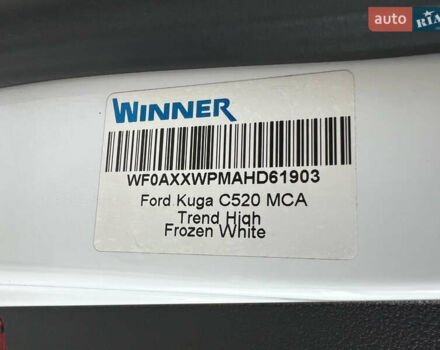 auto RIA
WINNER
WF0AXXWPMAHD61903
Ford Kuga C520 MCA
Trend High
Frozen White